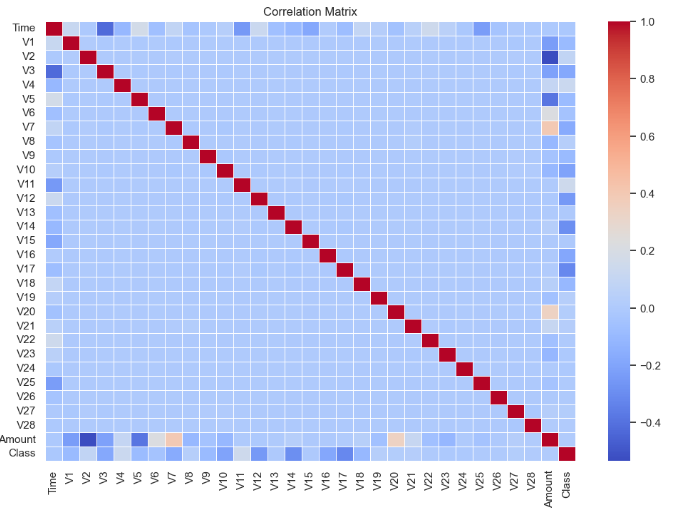 Correlation Matrix
Time
V1
V2
V3
V4
V5
V6
V7
V8
V9
V10
V11
V12
V13
V14
V15
V16
V17
V18
V19
V20
V21
V22
V23
V24
V25
V26
V27
V28
Amount
Class
Time V1 V2 V3 V4 V5 V6 V7 V8 V9 V10 V11 V12 V13 V14 V15 V16 V17 V18 V19 V20 V21 V22 V23 V24 V25 V26 V27 V28 Amount Class
1.0
0.8
0.6
0.4
0.2
0.0
−0.2
−0.4